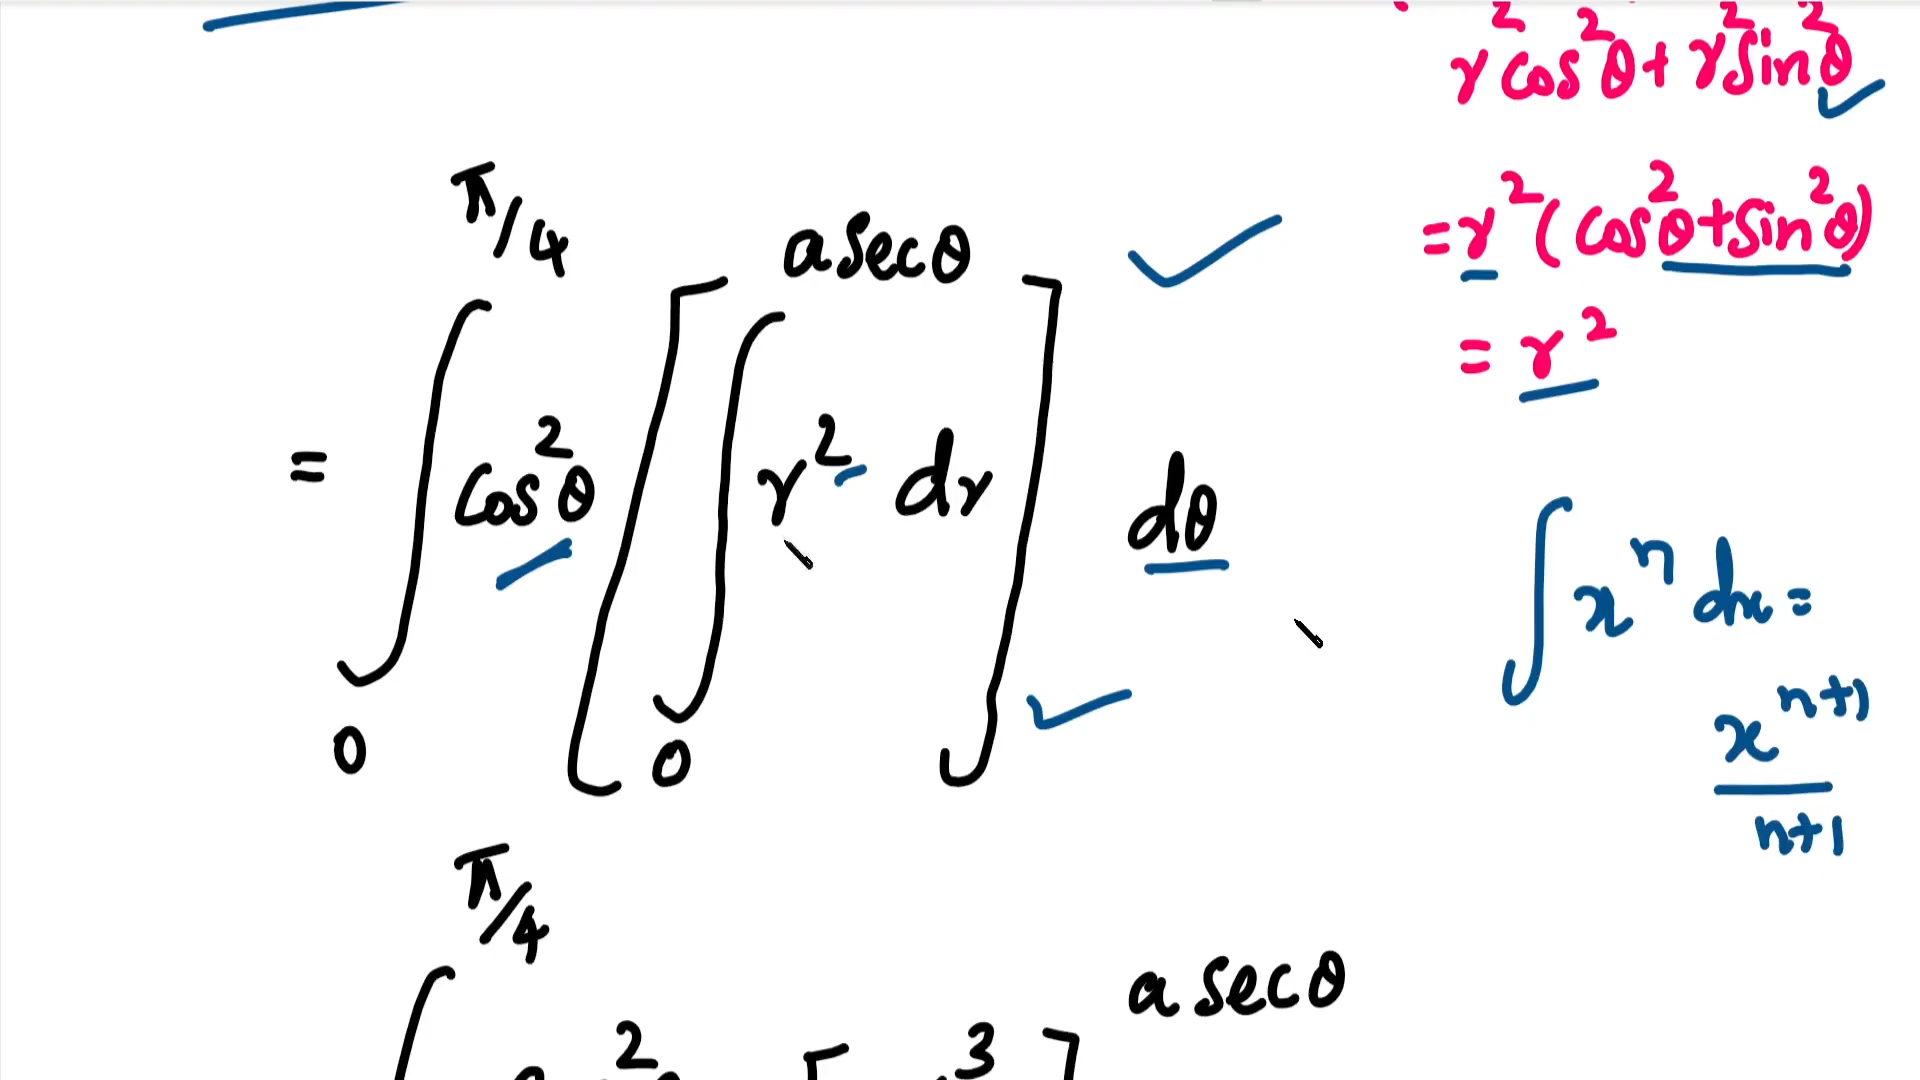 r²cos²θ + r²sin²θ
= r²(cos²θ + sin²θ)
= r²
= ∫₀^(π/4) cos²θ [ ∫₀^(a secθ) r² dr ] dθ
∫ xⁿ dx =
xⁿ⁺¹
n+1
π/4
a secθ
∫ [ ³ ]